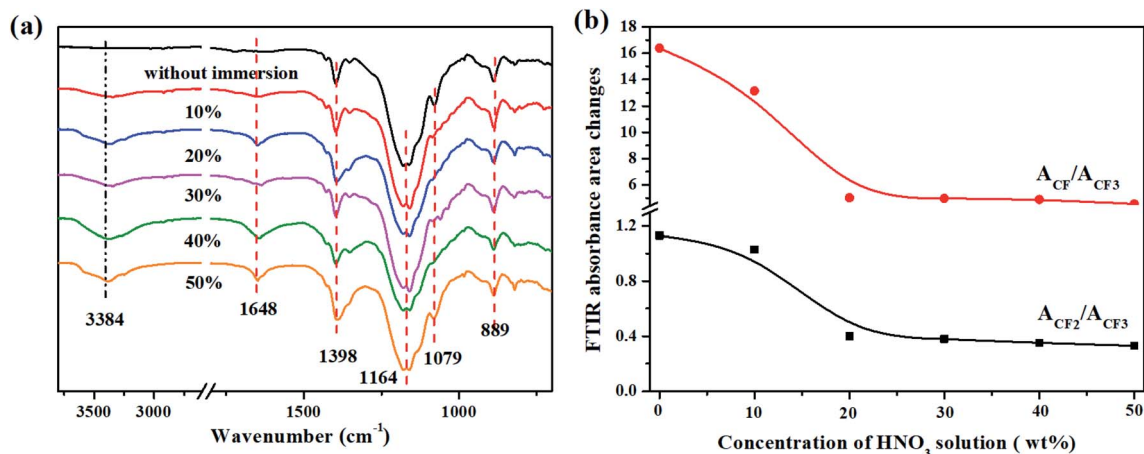 (a)
without immersion
10%
20%
30%
40%
50%
3384
1648
1398
1164
1079
889
3500 3000 1500 1000
Wavenumber (cm⁻¹)
(b)
FTIR absorbance area changes
18
16
14
12
10
8
6
1.2
0.8
0.4
0.0
A_CF/A_CF3
A_CF2/A_CF3
0 10 20 30 40 50
Concentration of HNO₃ solution ( wt%)